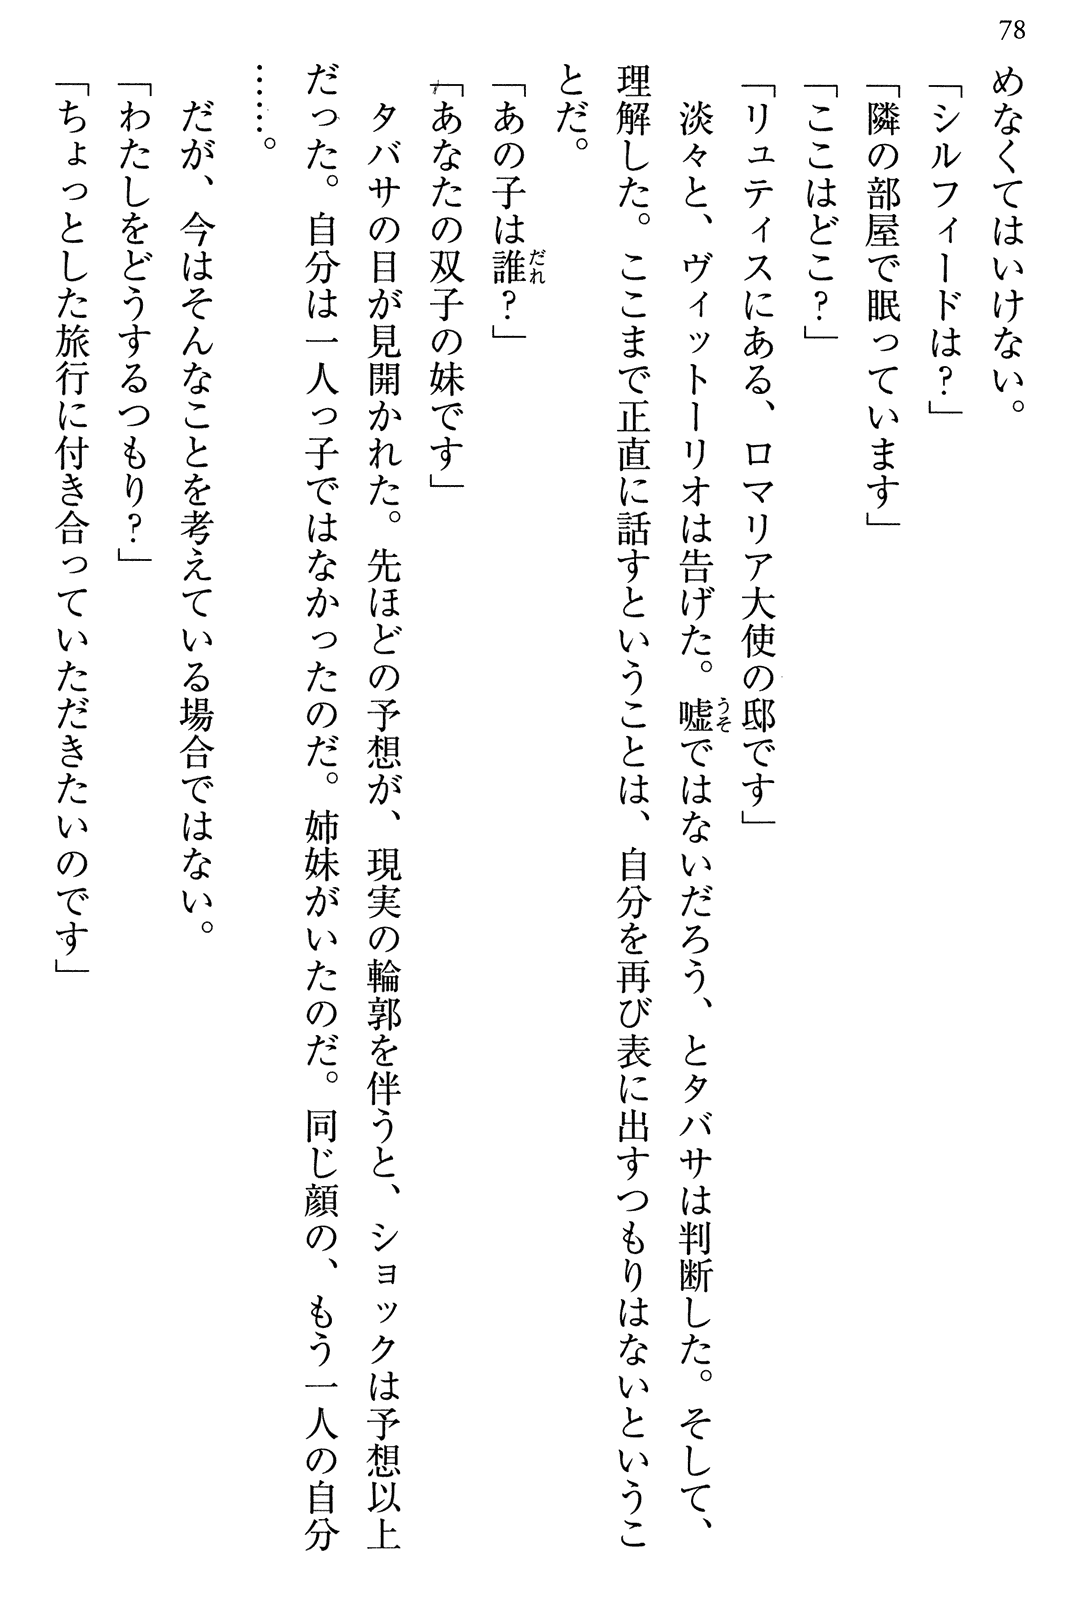 78
めなくてはいけない。
「シルフィードは？」
「隣の部屋で眠っています」
「ここはどこ？」
「リュティスにある、ロマリア大使の邸です」
　淡々と、ヴィットーリオは告げた。嘘ではないだろう、とタバサは判断した。そして、
うそ
理解した。ここまで正直に話すということは、自分を再び表に出すつもりはないというこ
とだ。
「あの子は誰？」
だれ
「あなたの双子の妹です」
　タバサの目が見開かれた。先ほどの予想が、現実の輪郭を伴うと、ショックは予想以上
だった。自分は一人っ子ではなかったのだ。姉妹がいたのだ。同じ顔の、もう一人の自分
……。
　だが、今はそんなことを考えている場合ではない。
「わたしをどうするつもり？」
「ちょっとした旅行に付き合っていただきたいのです」